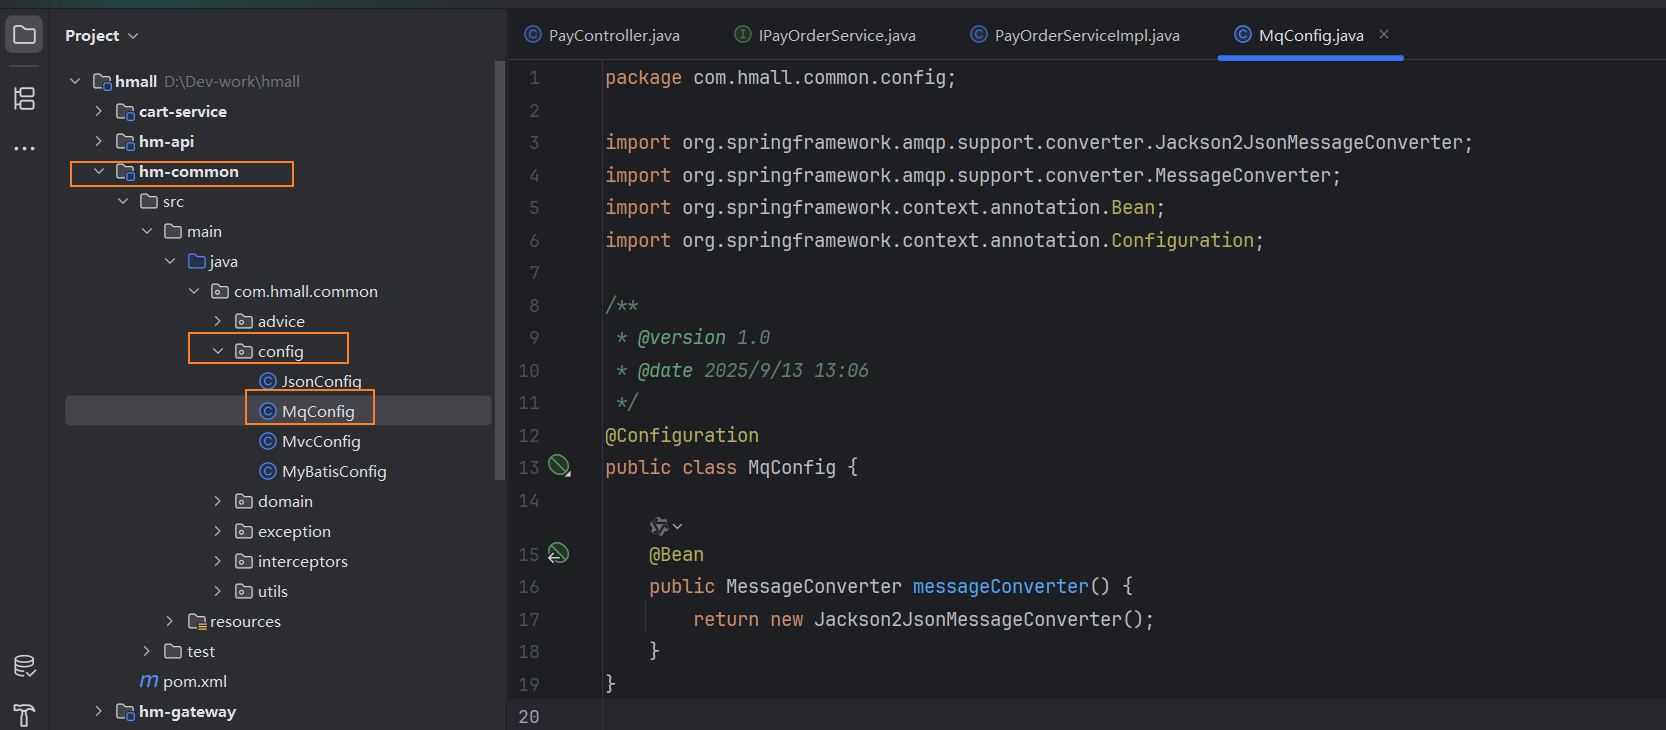 Project
hmall D:\Dev-work\hmall
cart-service
hm-api
hm-common
src
main
java
com.hmall.common
advice
config
JsonConfig
MqConfig
MvcConfig
MyBatisConfig
domain
exception
interceptors
utils
resources
test
pom.xml
hm-gateway
PayController.java IPayOrderService.java PayOrderServiceImpl.java MqConfig.java
1 package com.hmall.common.config;
2
3 import org.springframework.amqp.support.converter.Jackson2JsonMessageConverter;
4 import org.springframework.amqp.support.converter.MessageConverter;
5 import org.springframework.context.annotation.Bean;
6 import org.springframework.context.annotation.Configuration;
7
8 /**
9 * @version 1.0
10 * @date 2025/9/13 13:06
11 */
12 @Configuration
13 public class MqConfig {
14
15 @Bean
16 public MessageConverter messageConverter() {
17 return new Jackson2JsonMessageConverter();
18 }
19 }
20